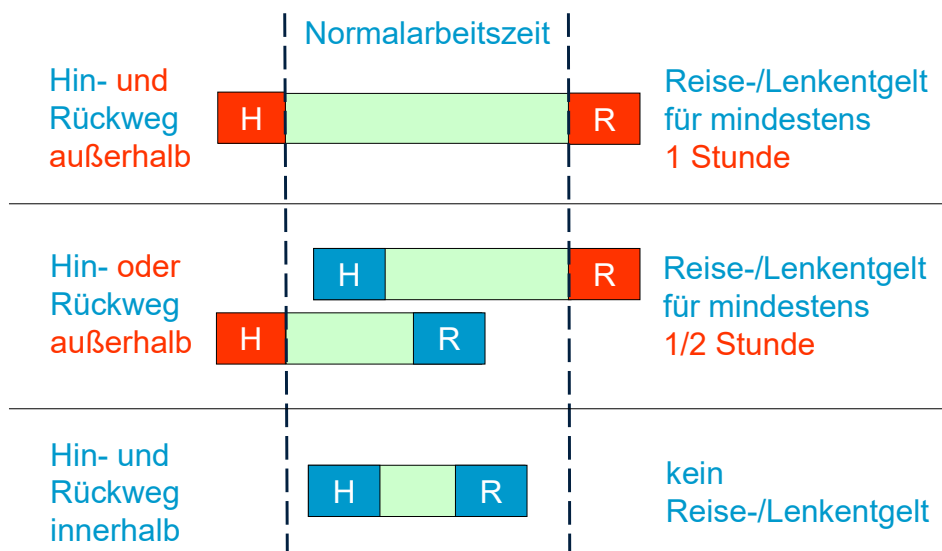 Normalarbeitszeit
Hin- und
Rückweg
außerhalb
H
R
Reise-/Lenkentgelt
für mindestens
1 Stunde
Hin- oder
Rückweg
außerhalb
H
R
H
R
Reise-/Lenkentgelt
für mindestens
1/2 Stunde
Hin- und
Rückweg
innerhalb
H
R
kein
Reise-/Lenkentgelt